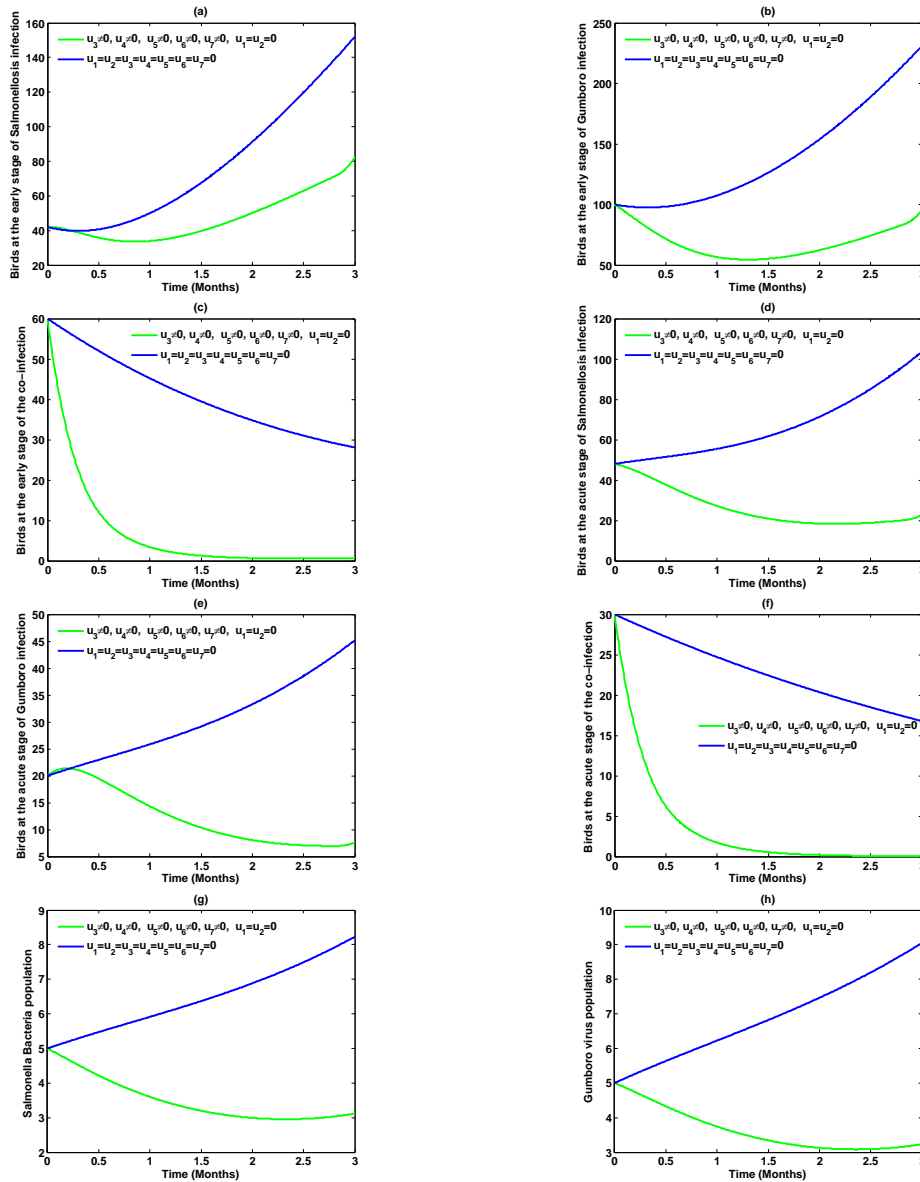 (a)
Birds at the early stage of Salmonellosis infection
160
140
120
100
80
60
40
20
u3≠0, u4≠0, u5≠0, u6≠0, u7≠0, u1=u2=0
u1=u2=u3=u4=u5=u6=u7=0
0 0.5 1 1.5 2 2.5 3
Time (Months)
(b)
Birds at the early stage of Gumboro infection
250
200
150
100
50
u3≠0, u4≠0, u5≠0, u6≠0, u7≠0, u1=u2=0
u1=u2=u3=u4=u5=u6=u7=0
0 0.5 1 1.5 2 2.5 3
Time (Months)
(c)
Birds at the early stage of the co−infection
60
50
40
30
20
10
0
u3≠0, u4≠0, u5≠0, u6≠0, u7≠0, u1=u2=0
u1=u2=u3=u4=u5=u6=u7=0
0 0.5 1 1.5 2 2.5 3
Time (Months)
(d)
Birds at the acute stage of Salmonellosis infection
120
100
80
60
40
20
0
u3≠0, u4≠0, u5≠0, u6≠0, u7≠0, u1=u2=0
u1=u2=u3=u4=u5=u6=u7=0
0 0.5 1 1.5 2 2.5 3
Time (Months)
(e)
Birds at the acute stage of Gumboro infection
50
45
40
35
30
25
20
15
10
5
u3≠0, u4≠0, u5≠0, u6≠0, u7≠0, u1=u2=0
u1=u2=u3=u4=u5=u6=u7=0
0 0.5 1 1.5 2 2.5 3
Time (Months)
(f)
Birds at the acute stage of the co−infection
30
25
20
15
10
5
0
u3≠0, u4≠0, u5≠0, u6≠0, u7≠0, u1=u2=0
u1=u2=u3=u4=u5=u6=u7=0
0 0.5 1 1.5 2 2.5 3
Time (Months)
(g)
Salmonella Bacteria population
9
8
7
6
5
4
3
2
u3≠0, u4≠0, u5≠0, u6≠0, u7≠0, u1=u2=0
u1=u2=u3=u4=u5=u6=u7=0
0 0.5 1 1.5 2 2.5 3
Time (Months)
(h)
Gumboro virus population
10
9
8
7
6
5
4
3
u3≠0, u4≠0, u5≠0, u6≠0, u7≠0, u1=u2=0
u1=u2=u3=u4=u5=u6=u7=0
0 0.5 1 1.5 2 2.5 3
Time (Months)